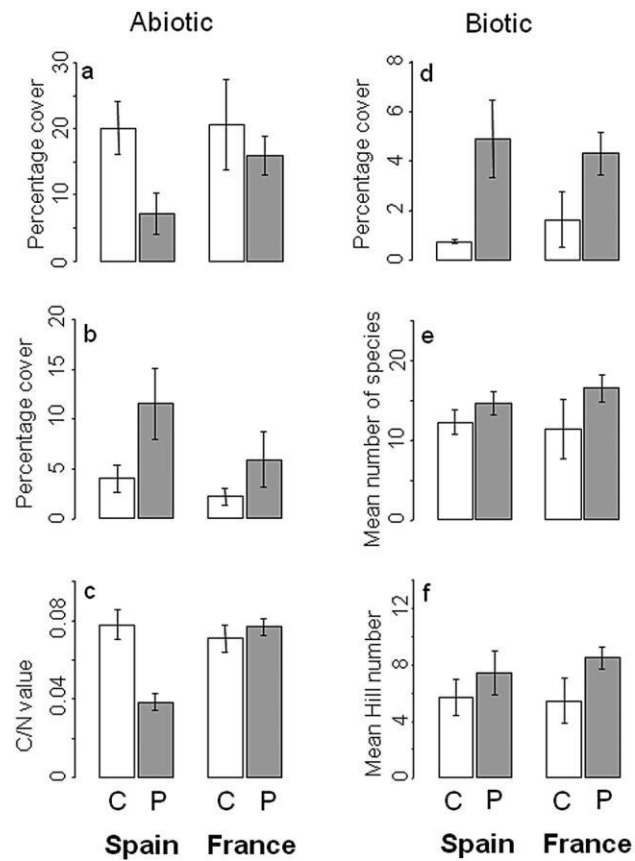 Abiotic
Biotic
a
Percentage cover
0 10 20 30
d
Percentage cover
0 2 4 6 8
b
Percentage cover
0 5 10 15 20
e
Mean number of species
0 10 20
c
C/N value
0 0.04 0.08
f
Mean Hill number
0 4 8 12
C P C P
C P C P
Spain France
Spain France